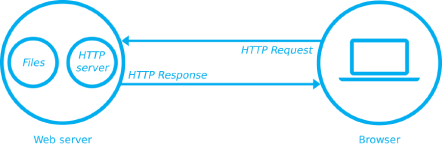 Files
HTTP
server
HTTP Request
HTTP Response
Web server
Browser